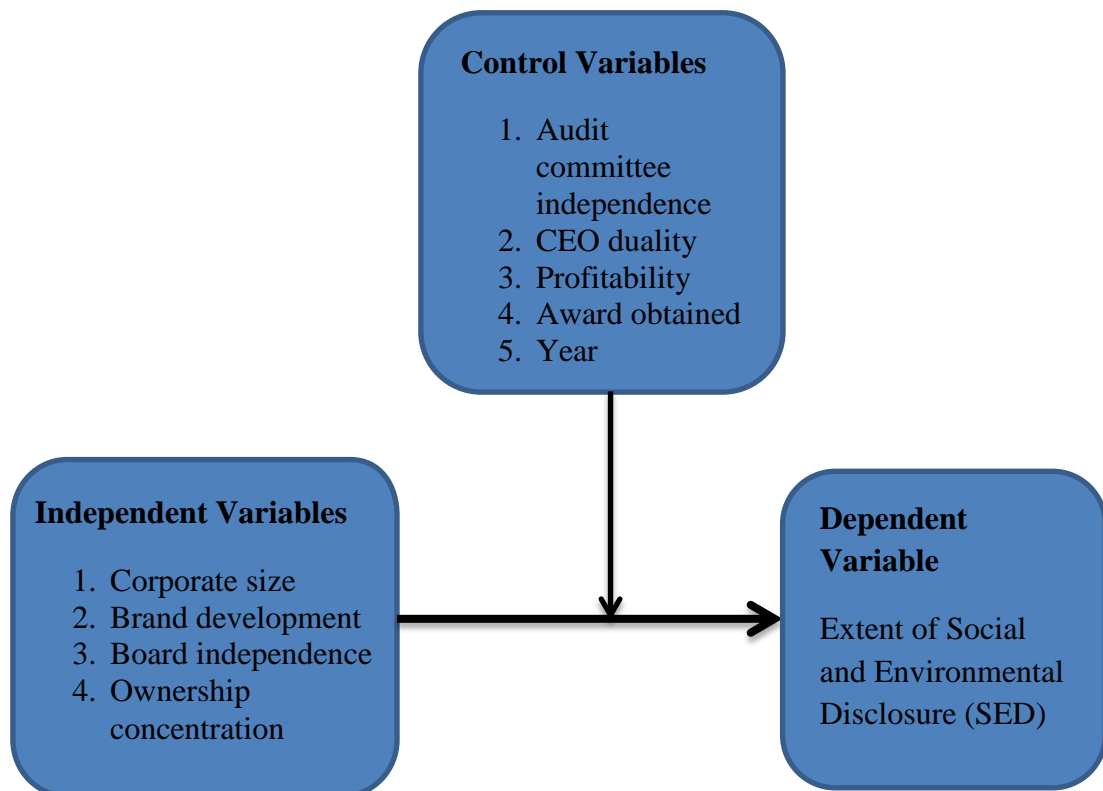 Control Variables
1. Audit
committee
independence
2. CEO duality
3. Profitability
4. Award obtained
5. Year
Independent Variables
1. Corporate size
2. Brand development
3. Board independence
4. Ownership
concentration
Dependent
Variable
Extent of Social
and Environmental
Disclosure (SED)